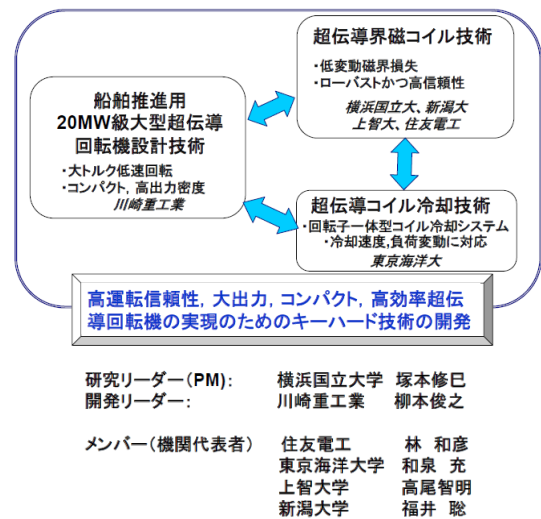 船舶推進用
20MW級大型超伝導
回転機設計技術
・大トルク低速回転
・コンパクト，高出力密度
川崎重工業
超伝導界磁コイル技術
・低変動磁界損失
・ローバストかつ高信頼性
横浜国立大、新潟大
上智大、住友電工
超伝導コイル冷却技術
・回転子一体型コイル冷却システム
・冷却速度,負荷変動に対応
東京海洋大
高運転信頼性，大出力，コンパクト，高効率超伝
導回転機の実現のためのキーハード技術の開発
研究リーダー（PM）： 横浜国立大学 塚本修巳
開発リーダー： 川崎重工業 柳本俊之
メンバー（機関代表者） 住友電工 林 和彦
東京海洋大学 和泉 充
上智大学 高尾智明
新潟大学 福井 聡